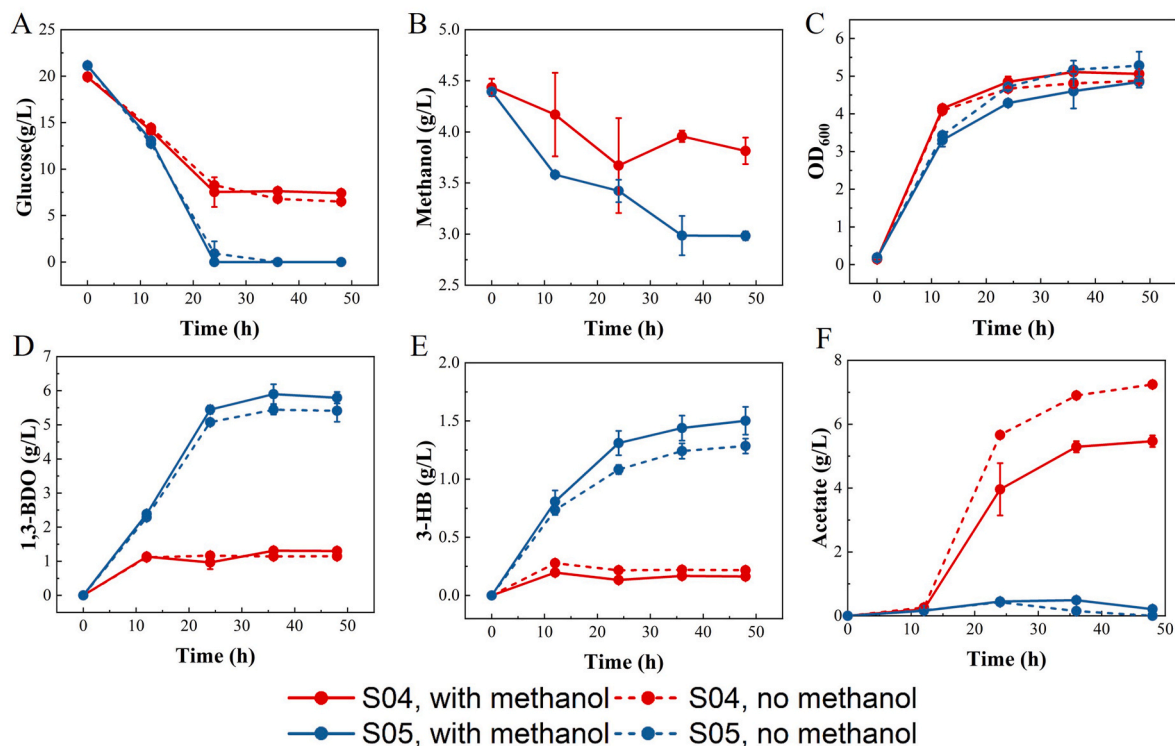 A
25
20
15
10
5
0
Glucose(g/L)
0 10 20 30 40 50
Time (h)
B
5.0
4.5
4.0
3.5
3.0
2.5
Methanol (g/L)
0 10 20 30 40 50
Time (h)
C
6
5
4
3
2
1
0
OD600
0 10 20 30 40 50
Time (h)
D
7
6
5
4
3
2
1
0
1,3-BDO (g/L)
0 10 20 30 40 50
Time (h)
E
2.0
1.5
1.0
0.5
0.0
3-HB (g/L)
0 10 20 30 40 50
Time (h)
F
8
6
4
2
0
Acetate (g/L)
0 10 20 30 40 50
Time (h)
S04, with methanol S04, no methanol
S05, with methanol S05, no methanol